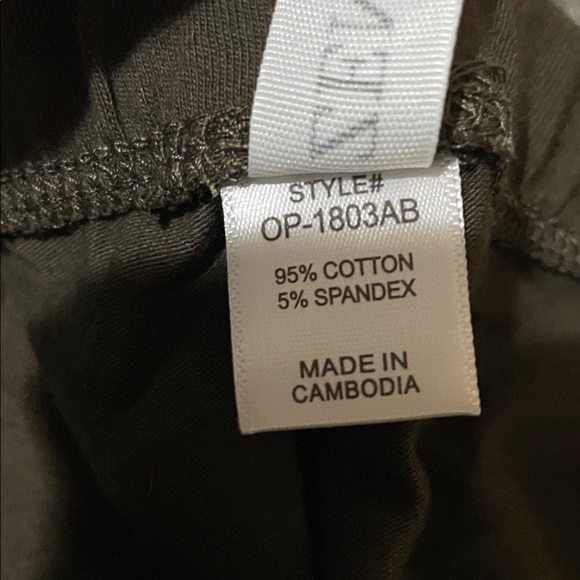 STYLE#
OP-1803AB
95% COTTON
5% SPANDEX
MADE IN
CAMBODIA